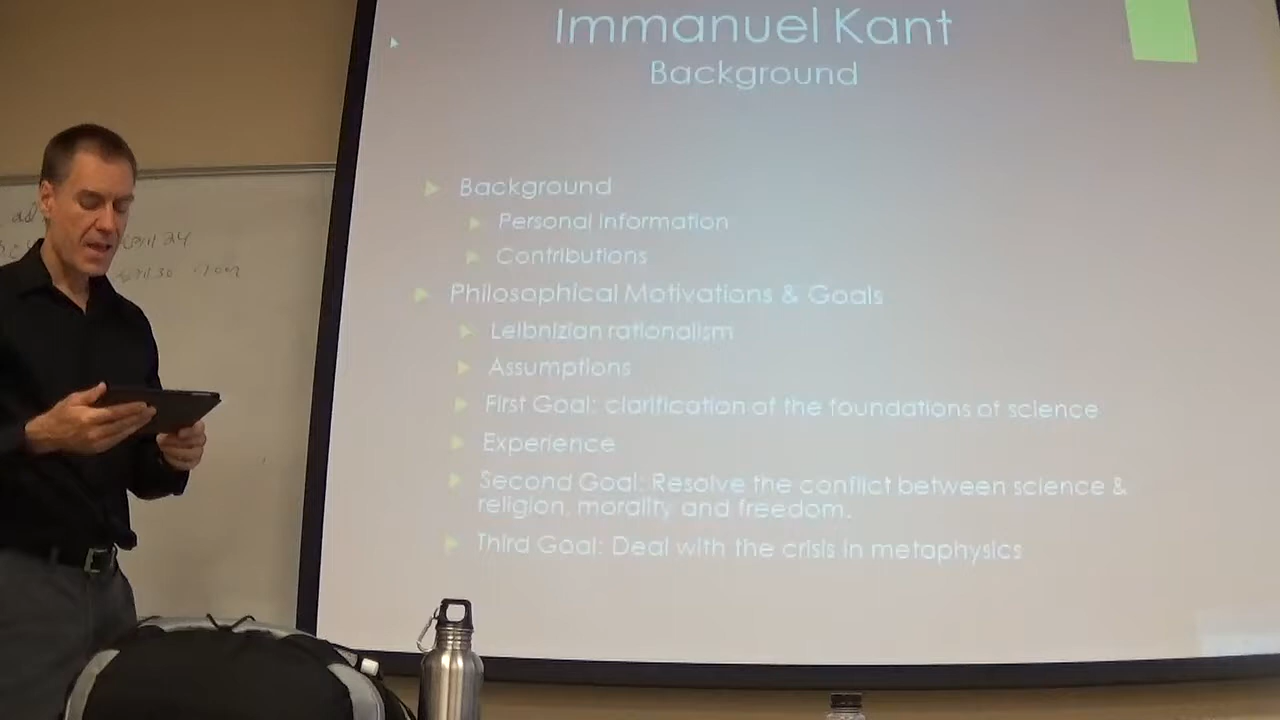 Immanuel Kant
Background
Background
Personal Information
Contributions
Philosophical Motivations & Goals
Leibnizian rationalism
Assumptions
First Goal: clarification of the foundations of science
Experience
Second Goal: Resolve the conflict between science &
religion, morality and freedom.
Third Goal: Deal with the crisis in metaphysics
24
30